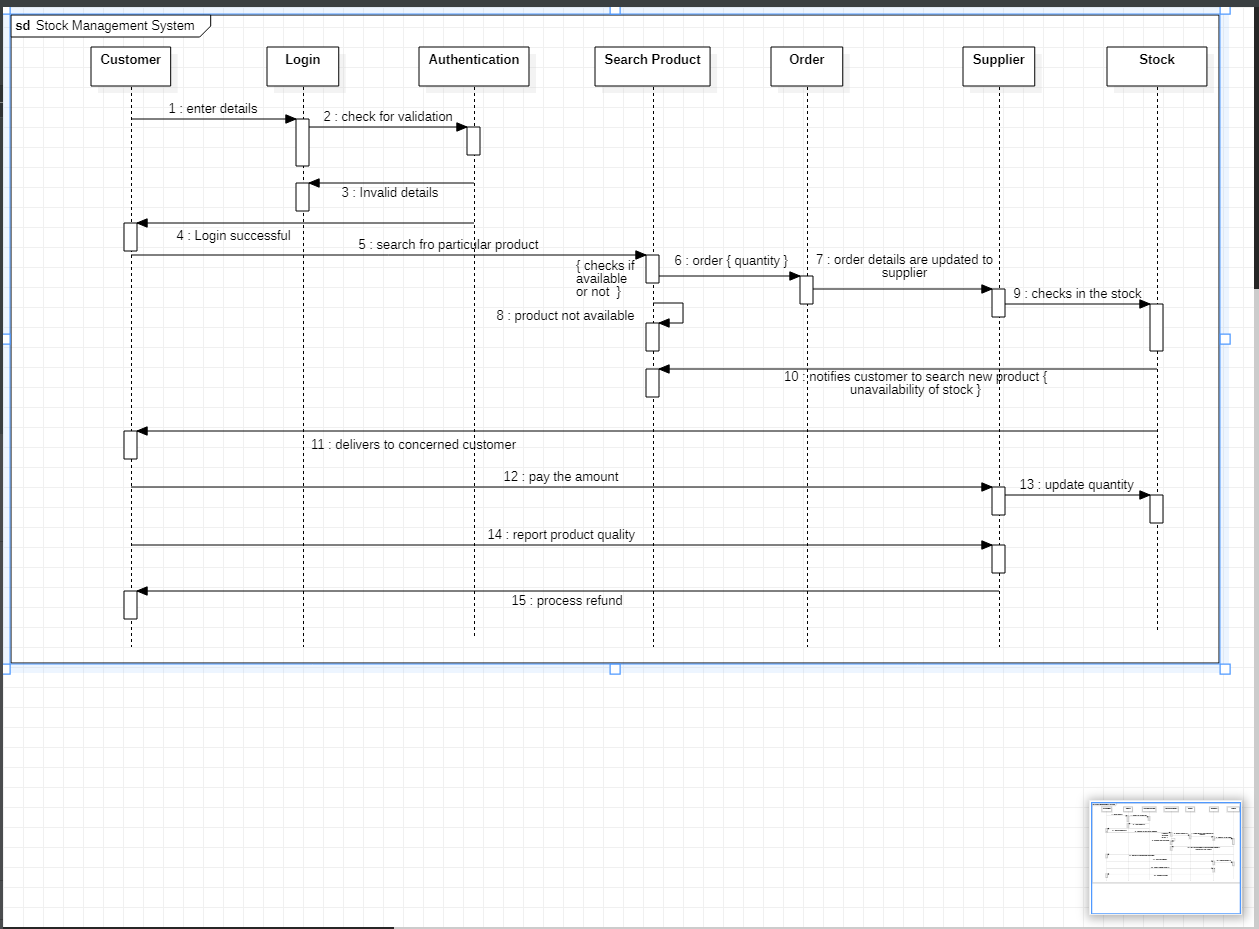 sd Stock Management System
Customer
Login
Authentication
Search Product
Order
Supplier
Stock
1 : enter details
2 : check for validation
3 : Invalid details
4 : Login successful
5 : search fro particular product
{ checks if
available
or not }
6 : order { quantity }
7 : order details are updated to
supplier
9 : checks in the stock
8 : product not available
10 : notifies customer to search new product {
unavailability of stock }
11 : delivers to concerned customer
12 : pay the amount
13 : update quantity
14 : report product quality
15 : process refund